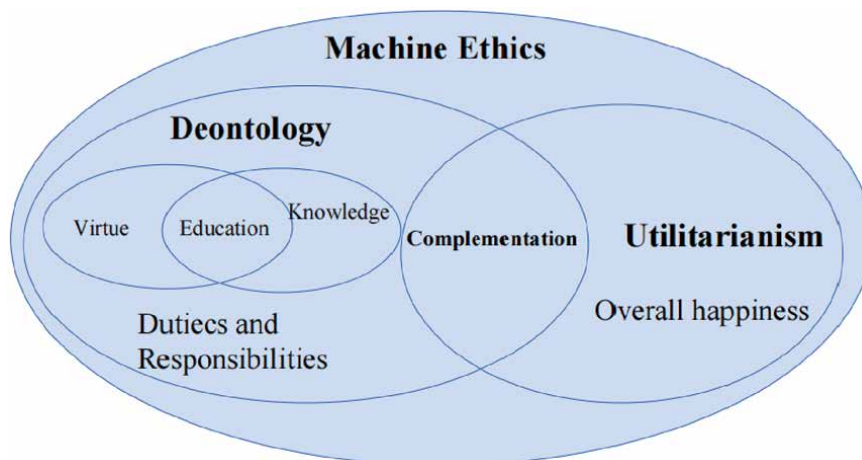 Machine Ethics
Deontology
Virtue
Education
Knowledge
Complementation
Utilitarianism
Dutiecs and
Responsibilities
Overall happiness